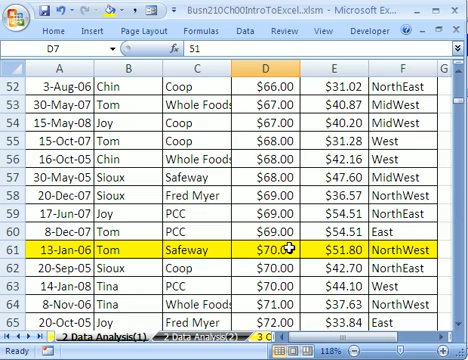 Busn210Ch00IntroToExcel.xlsm - Microsoft Ex...
Home Insert Page Layout Formulas Data Review View Developer
D7 fx 51
A B C D E F G
52 3-Aug-06 Chin Coop $66.00 $31.02 NorthEast
53 30-May-07 Tom Whole Foods $67.00 $40.87 MidWest
54 15-May-08 Joy Coop $67.00 $40.20 MidWest
55 15-Oct-07 Tom Coop $68.00 $31.28 West
56 16-Oct-05 Chin Whole Foods $68.00 $42.16 West
57 30-May-05 Sioux Safeway $68.00 $47.60 MidWest
58 20-Dec-07 Sioux Fred Myer $69.00 $36.57 NorthWest
59 17-Jun-07 Joy PCC $69.00 $54.51 NorthEast
60 8-Dec-07 Tom PCC $69.00 $54.51 East
61 13-Jan-06 Tom Safeway $70.00 $51.80 NorthWest
62 20-Sep-05 Sioux Coop $70.00 $42.70 NorthEast
63 14-Jan-08 Tina PCC $70.00 $44.10 West
64 8-Nov-06 Tina Whole Foods $71.00 $37.63 NorthWest
65 20-Oct-05 Joy Fred Myer $72.00 $33.84 East
2 Data Analysis(1) 2 Data Analysis(2) 3 C
118%